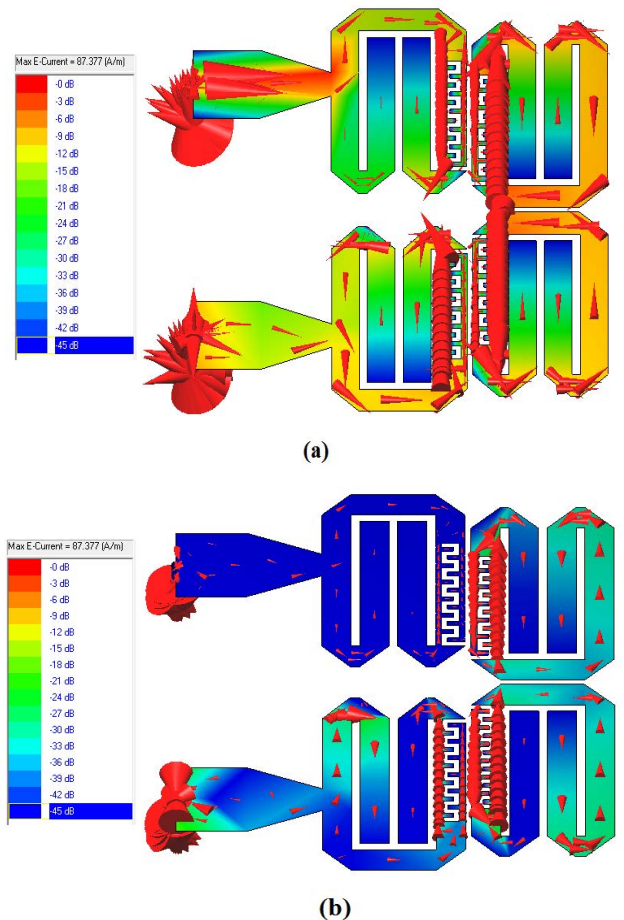 Max E-Current = 87.377 (A/m)
-0 dB
-3 dB
-6 dB
-9 dB
-12 dB
-15 dB
-18 dB
-21 dB
-24 dB
-27 dB
-30 dB
-33 dB
-36 dB
-39 dB
-42 dB
-45 dB
(a)
Max E-Current = 87.377 (A/m)
-0 dB
-3 dB
-6 dB
-9 dB
-12 dB
-15 dB
-18 dB
-21 dB
-24 dB
-27 dB
-30 dB
-33 dB
-36 dB
-39 dB
-42 dB
-45 dB
(b)